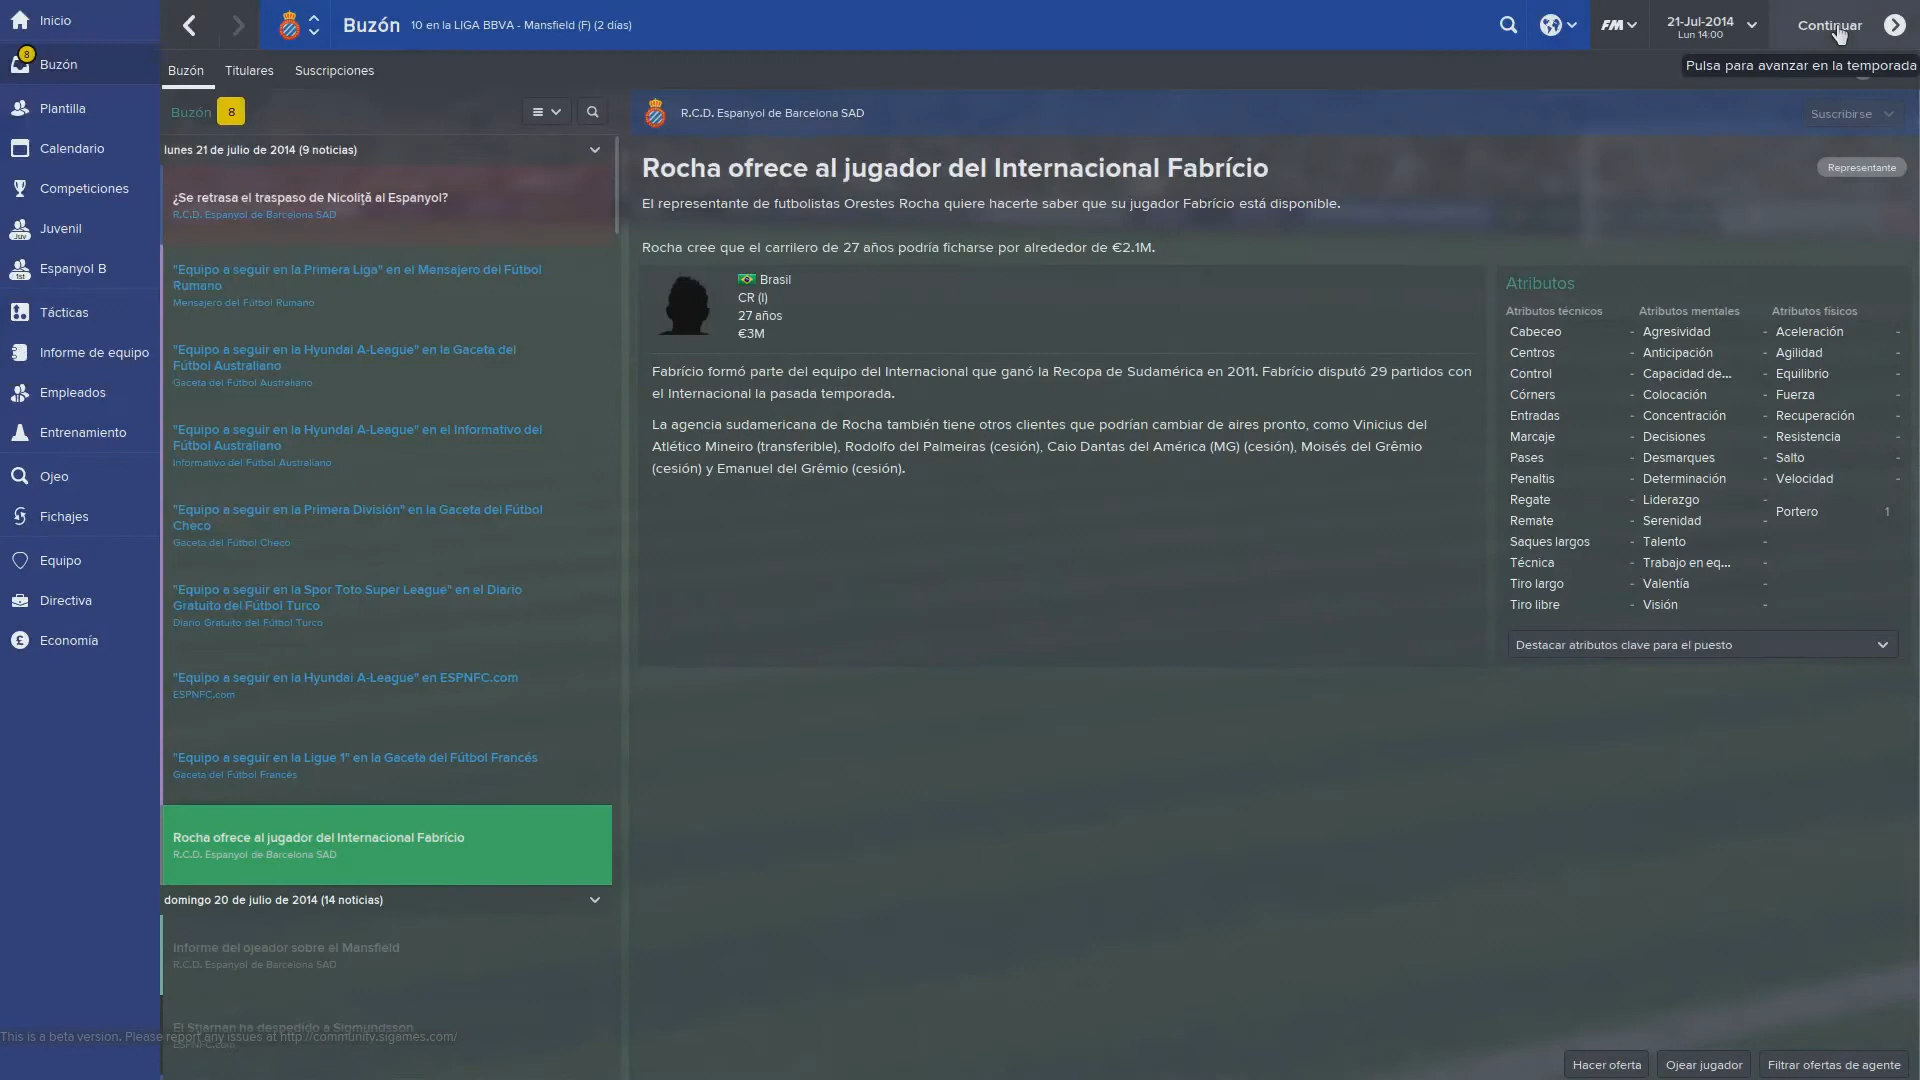 Inicio
8
Buzón
Plantilla
Calendario
Competiciones
Juv
Juvenil
1st
Espanyol B
Tácticas
Informe de equipo
Empleados
Entrenamiento
Ojeo
Fichajes
Equipo
Directiva
£
Economía
Buzón
10 en la LIGA BBVA - Mansfield (F) (2 días)
FM
21-Jul-2014
Lun 14:00
Continuar
Pulsa para avanzar en la temporada
Buzón
Titulares
Suscripciones
Buzón
8
lunes 21 de julio de 2014 (9 noticias)
¿Se retrasa el traspaso de Nicoliță al Espanyol?
R.C.D. Espanyol de Barcelona SAD
"Equipo a seguir en la Primera Liga" en el Mensajero del Fútbol
Rumano
Mensajero del Fútbol Rumano
"Equipo a seguir en la Hyundai A-League" en la Gaceta del
Fútbol Australiano
Gaceta del Fútbol Australiano
"Equipo a seguir en la Hyundai A-League" en el Informativo del
Fútbol Australiano
Informativo del Fútbol Australiano
"Equipo a seguir en la Primera División" en la Gaceta del Fútbol
Checo
Gaceta del Fútbol Checo
"Equipo a seguir en la Spor Toto Super League" en el Diario
Gratuito del Fútbol Turco
Diario Gratuito del Fútbol Turco
"Equipo a seguir en la Hyundai A-League" en ESPNFC.com
ESPNFC.com
"Equipo a seguir en la Ligue 1" en la Gaceta del Fútbol Francés
Gaceta del Fútbol Francés
Rocha ofrece al jugador del Internacional Fabrício
R.C.D. Espanyol de Barcelona SAD
domingo 20 de julio de 2014 (14 noticias)
Informe del ojeador sobre el Mansfield
R.C.D. Espanyol de Barcelona SAD
El Stjarnan ha despedido a Sigmundsson
ESPNFC.com
This is a beta version. Please report any issues at http://community.sigames.com/
R.C.D. Espanyol de Barcelona SAD
Suscribirse
Rocha ofrece al jugador del Internacional Fabrício
Representante
El representante de futbolistas Orestes Rocha quiere hacerte saber que su jugador Fabrício está disponible.
Rocha cree que el carrilero de 27 años podría ficharse por alrededor de €2.1M.
Brasil
CR (I)
27 años
€3M
Fabrício formó parte del equipo del Internacional que ganó la Recopa de Sudamérica en 2011. Fabrício disputó 29 partidos con
el Internacional la pasada temporada.
La agencia sudamericana de Rocha también tiene otros clientes que podrían cambiar de aires pronto, como Vinicius del
Atlético Mineiro (transferible), Rodolfo del Palmeiras (cesión), Caio Dantas del América (MG) (cesión), Moisés del Grêmio
(cesión) y Emanuel del Grêmio (cesión).
Atributos
Atributos técnicos Atributos mentales Atributos físicos
Cabeceo - Agresividad - Aceleración -
Centros - Anticipación - Agilidad -
Control - Capacidad de... - Equilibrio -
Córners - Colocación - Fuerza -
Entradas - Concentración - Recuperación -
Marcaje - Decisiones - Resistencia -
Pases - Desmarques - Salto -
Penaltis - Determinación - Velocidad -
Regate - Liderazgo -
Portero 1
Remate - Serenidad -
Saques largos - Talento -
Técnica - Trabajo en eq... -
Tiro largo - Valentía -
Tiro libre - Visión -
Destacar atributos clave para el puesto
Hacer oferta
Ojear jugador
Filtrar ofertas de agente